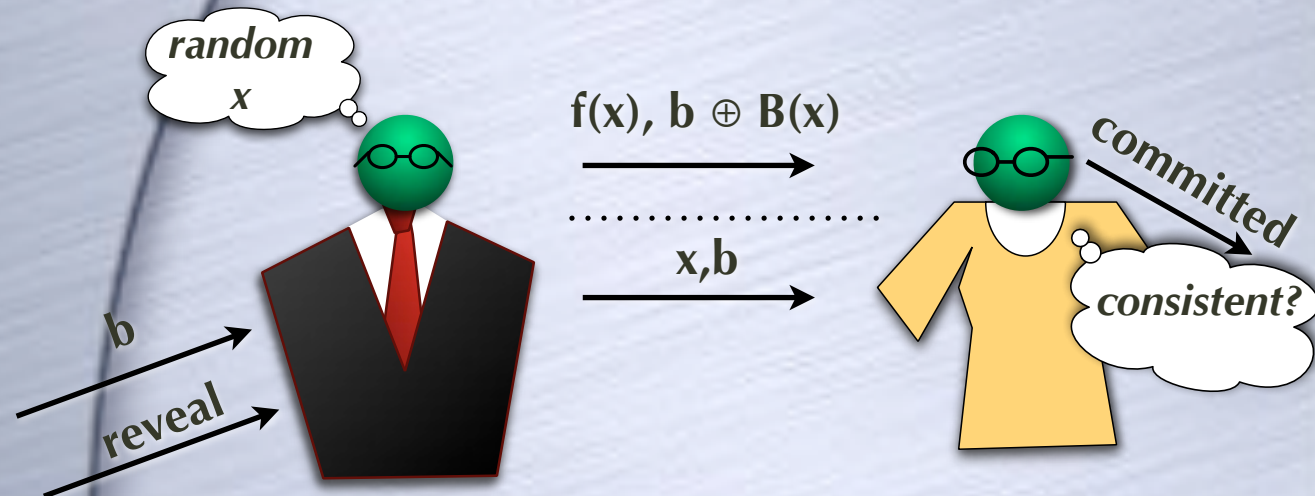 random
x
f(x), b ⊕ B(x)
committed
x,b
consistent?
b
reveal